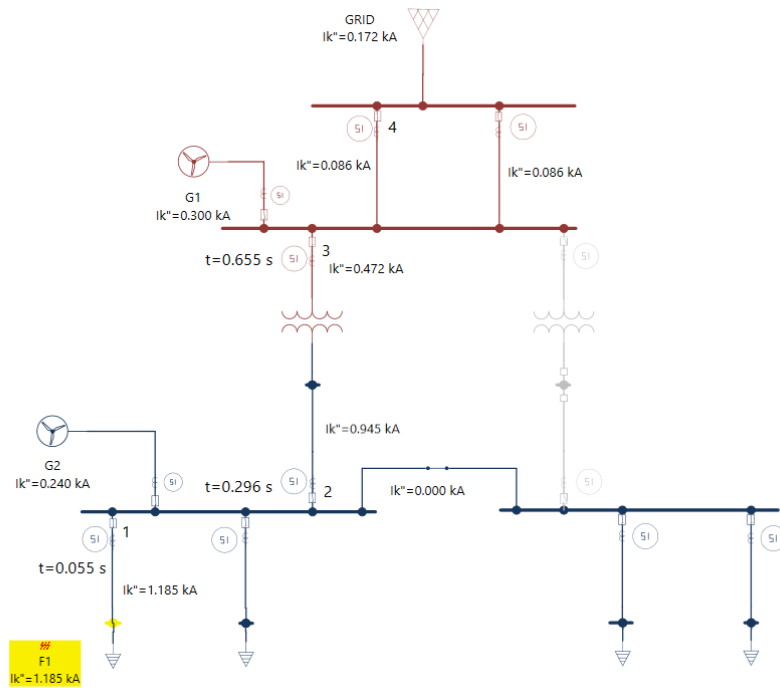 GRID
Ik"=0.172 kA
51
4
51
Ik"=0.086 kA
Ik"=0.086 kA
G1
51
Ik"=0.300 kA
t=0.655 s
51
3
Ik"=0.472 kA
51
Ik"=0.945 kA
G2
Ik"=0.240 kA
51
t=0.296 s
51
2
Ik"=0.000 kA
51
51
1
51
51
51
t=0.055 s
Ik"=1.185 kA
F1
Ik"=1.185 kA